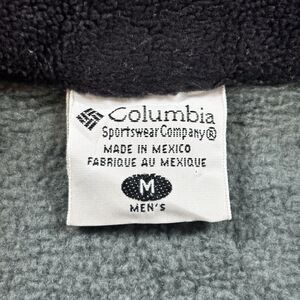 Columbia
Sportswear Company®
MADE IN MEXICO
FABRIQUE AU MEXIQUE
M
MEN'S